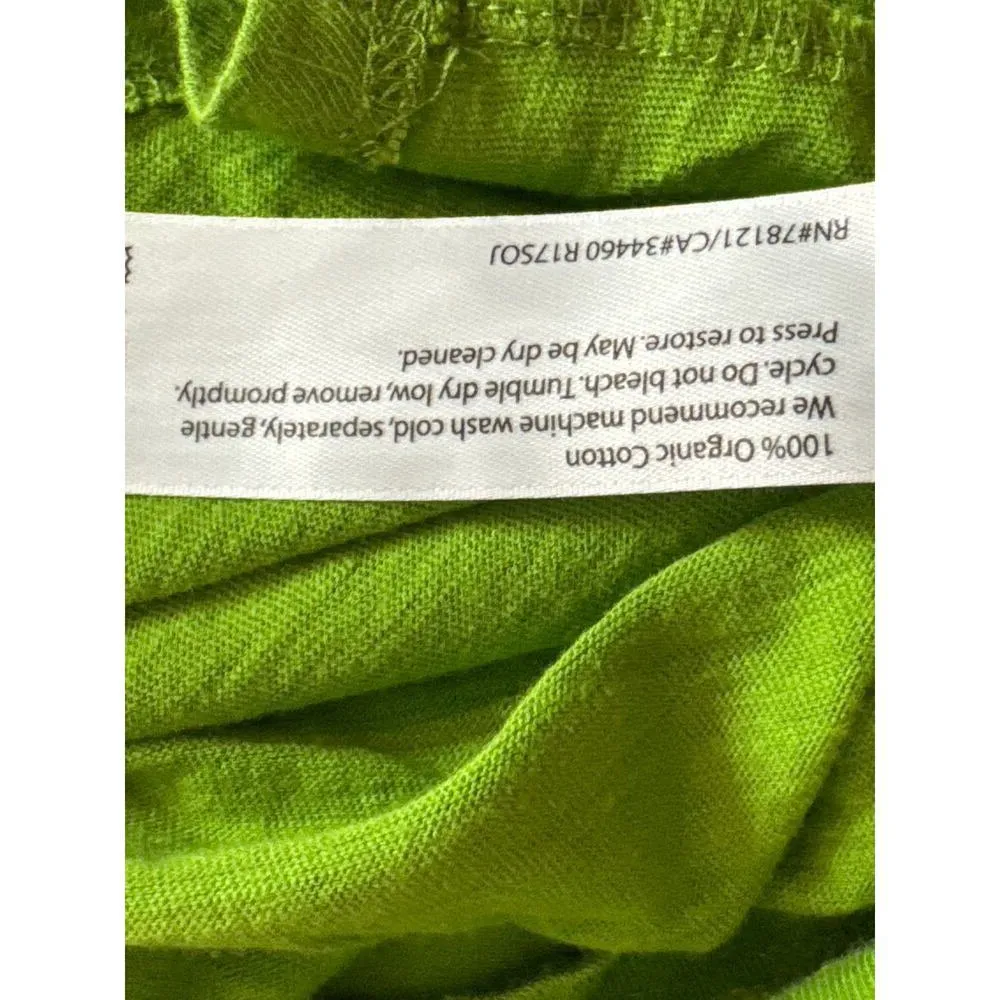 100% Organic Cotton
We recommend machine wash cold, separately, gentle
cycle. Do not bleach. Tumble dry low, remove promptly.
Press to restore. May be dry cleaned.
RN#78121/CA#34460 R17SOJ